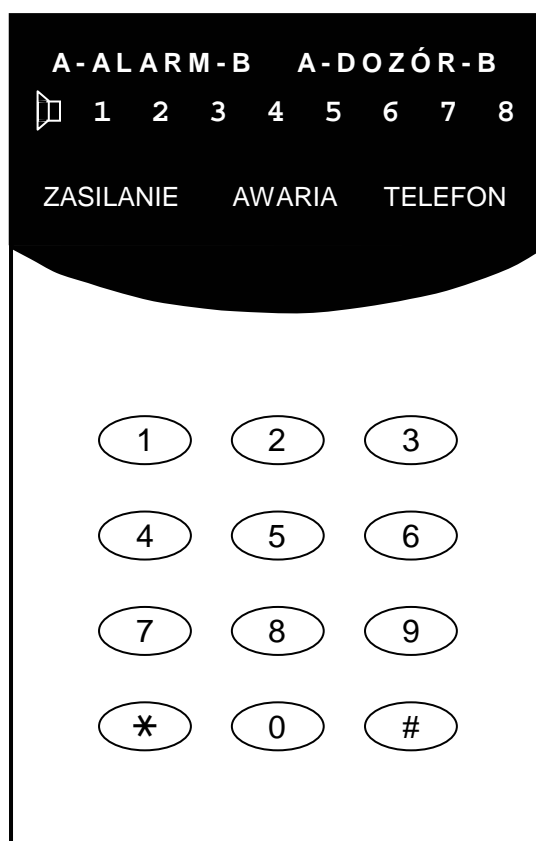 A-ALARM-B A-DOZÓR-B
1 2 3 4 5 6 7 8
ZASILANIE AWARIA TELEFON
1 2 3
4 5 6
7 8 9
* 0 #